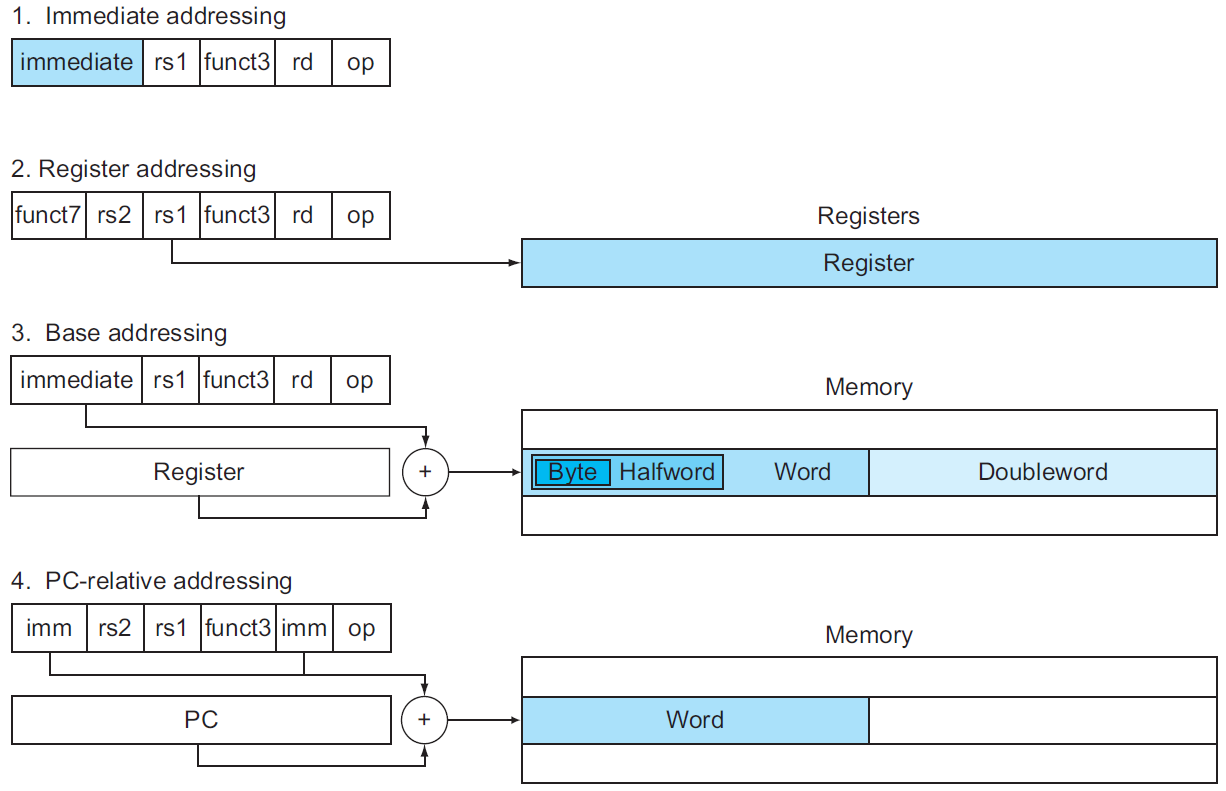 1. Immediate addressing
immediate rs1 funct3 rd op
2. Register addressing
funct7 rs2 rs1 funct3 rd op
Registers
Register
3. Base addressing
immediate rs1 funct3 rd op
Memory
Register + Byte Halfword Word Doubleword
4. PC-relative addressing
imm rs2 rs1 funct3 imm op
Memory
PC + Word